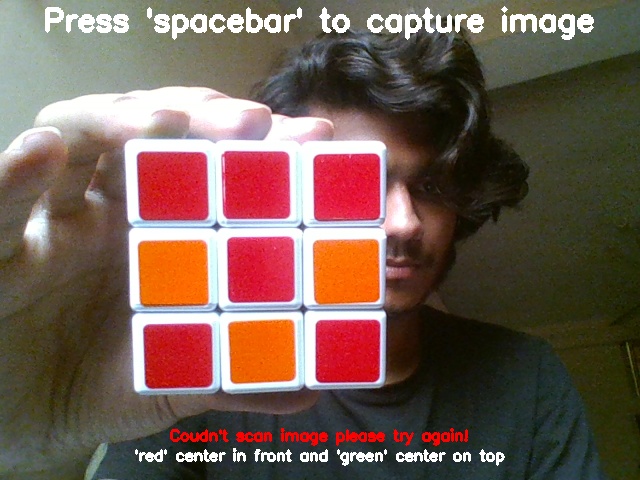 Press 'spacebar' to capture image
Coudn't scan image please try again!
'red' center in front and 'green' center on top